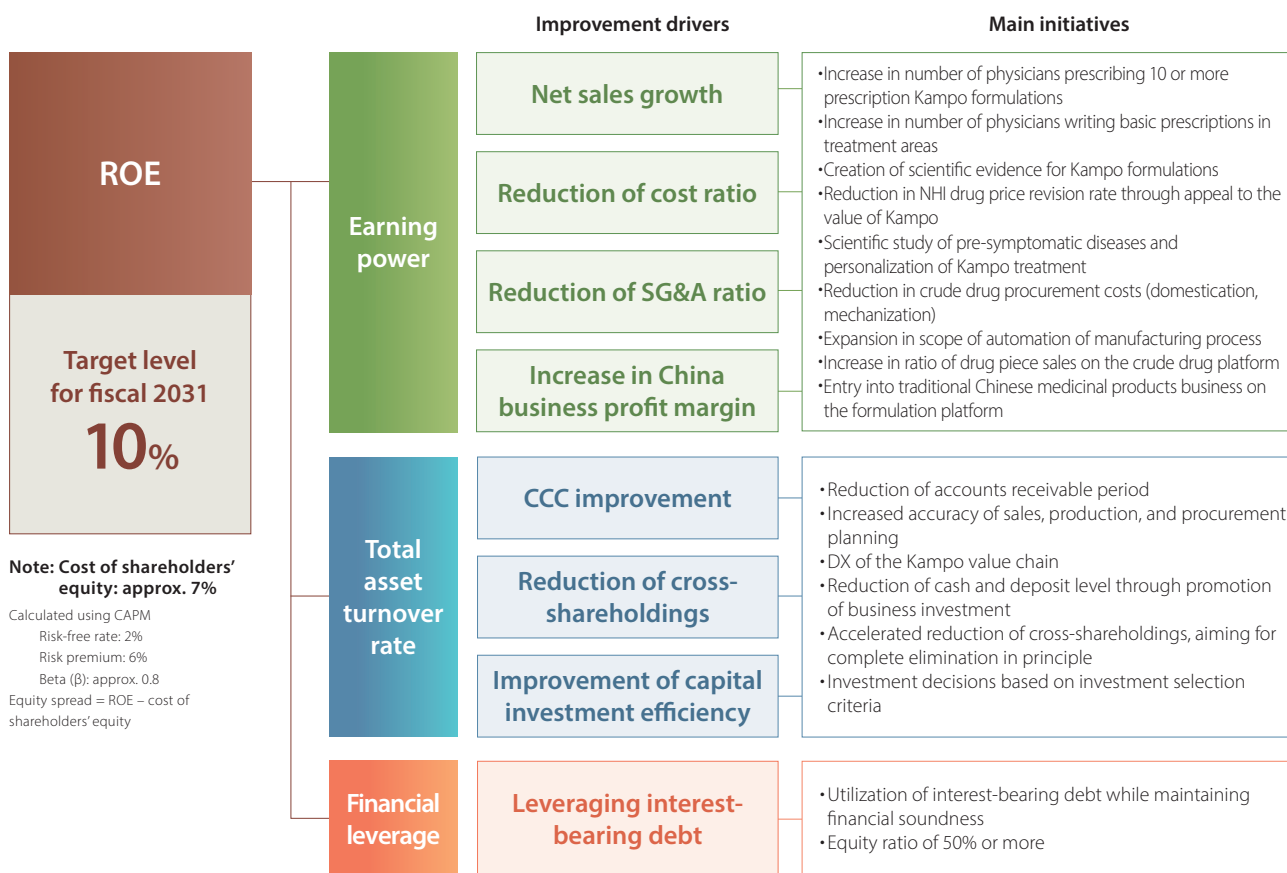 Improvement drivers
Main initiatives
ROE
Target level
for fiscal 2031
10%
Note: Cost of shareholders'
equity: approx. 7%
Calculated using CAPM
Risk-free rate: 2%
Risk premium: 6%
Beta (β): approx. 0.8
Equity spread = ROE – cost of
shareholders' equity
Earning
power
Net sales growth
Reduction of cost ratio
Reduction of SG&A ratio
Increase in China
business profit margin
•Increase in number of physicians prescribing 10 or more
prescription Kampo formulations
•Increase in number of physicians writing basic prescriptions in
treatment areas
•Creation of scientific evidence for Kampo formulations
•Reduction in NHI drug price revision rate through appeal to the
value of Kampo
•Scientific study of pre-symptomatic diseases and
personalization of Kampo treatment
•Reduction in crude drug procurement costs (domestication,
mechanization)
•Expansion in scope of automation of manufacturing process
•Increase in ratio of drug piece sales on the crude drug platform
•Entry into traditional Chinese medicinal products business on
the formulation platform
Total
asset
turnover
rate
CCC improvement
Reduction of cross-
shareholdings
Improvement of capital
investment efficiency
•Reduction of accounts receivable period
•Increased accuracy of sales, production, and procurement
planning
•DX of the Kampo value chain
•Reduction of cash and deposit level through promotion
of business investment
•Accelerated reduction of cross-shareholdings, aiming for
complete elimination in principle
•Investment decisions based on investment selection
criteria
Financial
leverage
Leveraging interest-
bearing debt
•Utilization of interest-bearing debt while maintaining
financial soundness
•Equity ratio of 50% or more